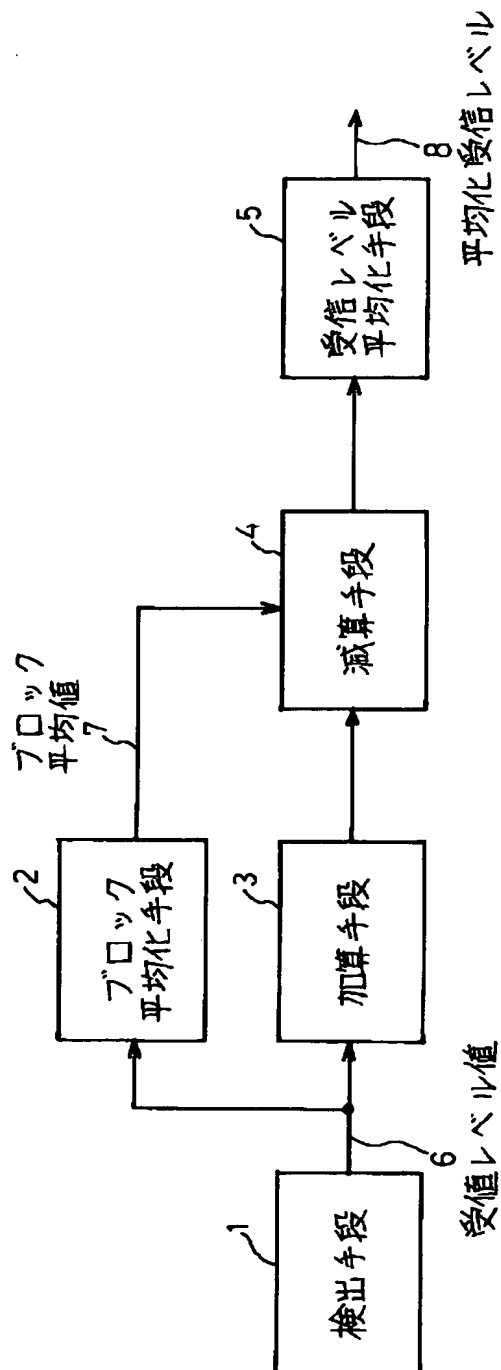 1
検出手段
6
受値レベル値
2
ブロック
平均化手段
ブロック
平均値
7
3
加算手段
4
減算手段
5
受信レベル
平均化手段
8
平均化受信レベル